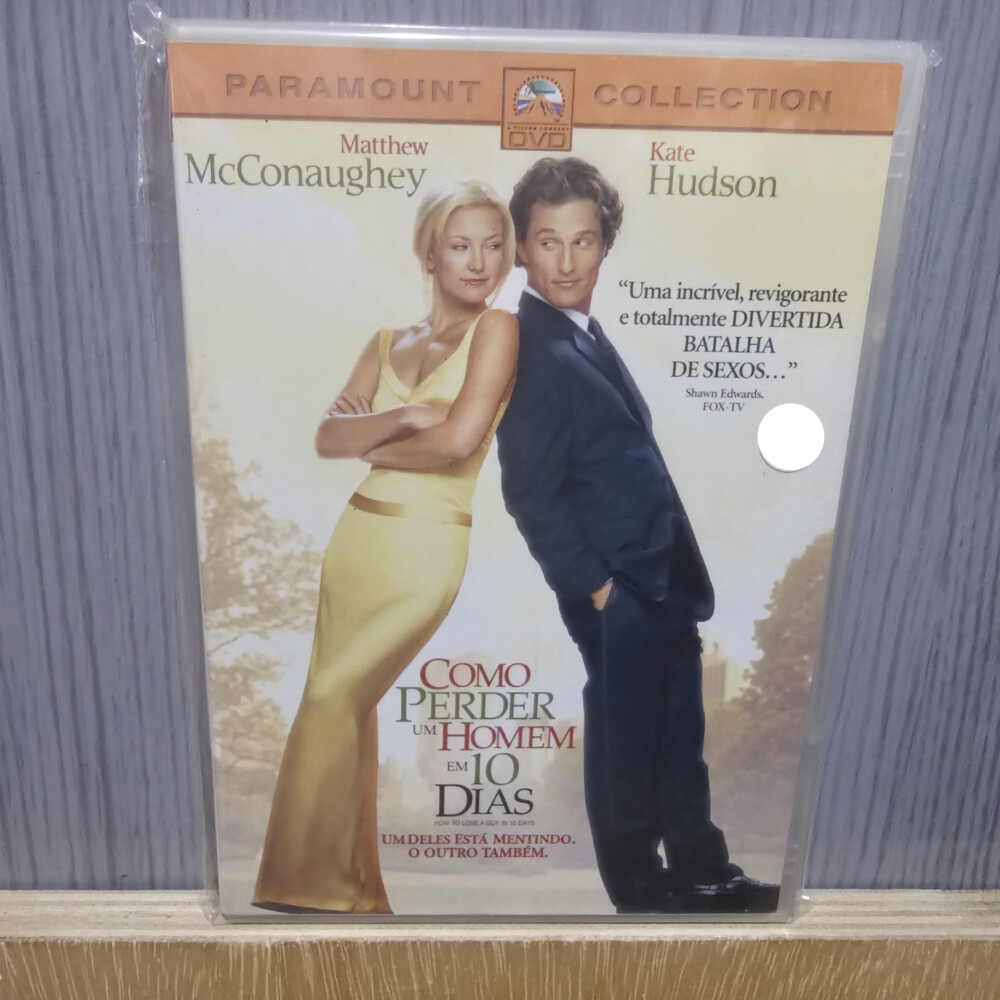 PARAMOUNT COLLECTION
A VIACOM COMPANY
DVD
Matthew
McConaughey
Kate
Hudson
“Uma incrível, revigorante
e totalmente DIVERTIDA
BATALHA
DE SEXOS...”
Shawn Edwards,
FOX-TV
COMO
PERDER
UM HOMEM
EM 10
DIAS
HOW TO LOSE A GUY IN 10 DAYS
UM DELES ESTÁ MENTINDO.
O OUTRO TAMBÉM.